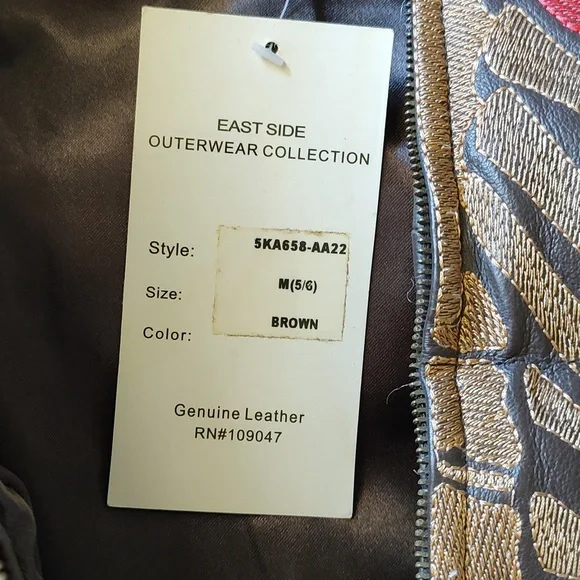 EAST SIDE
OUTERWEAR COLLECTION
Style: 5KA658-AA22
Size: M(5/6)
Color: BROWN
Genuine Leather
RN#109047